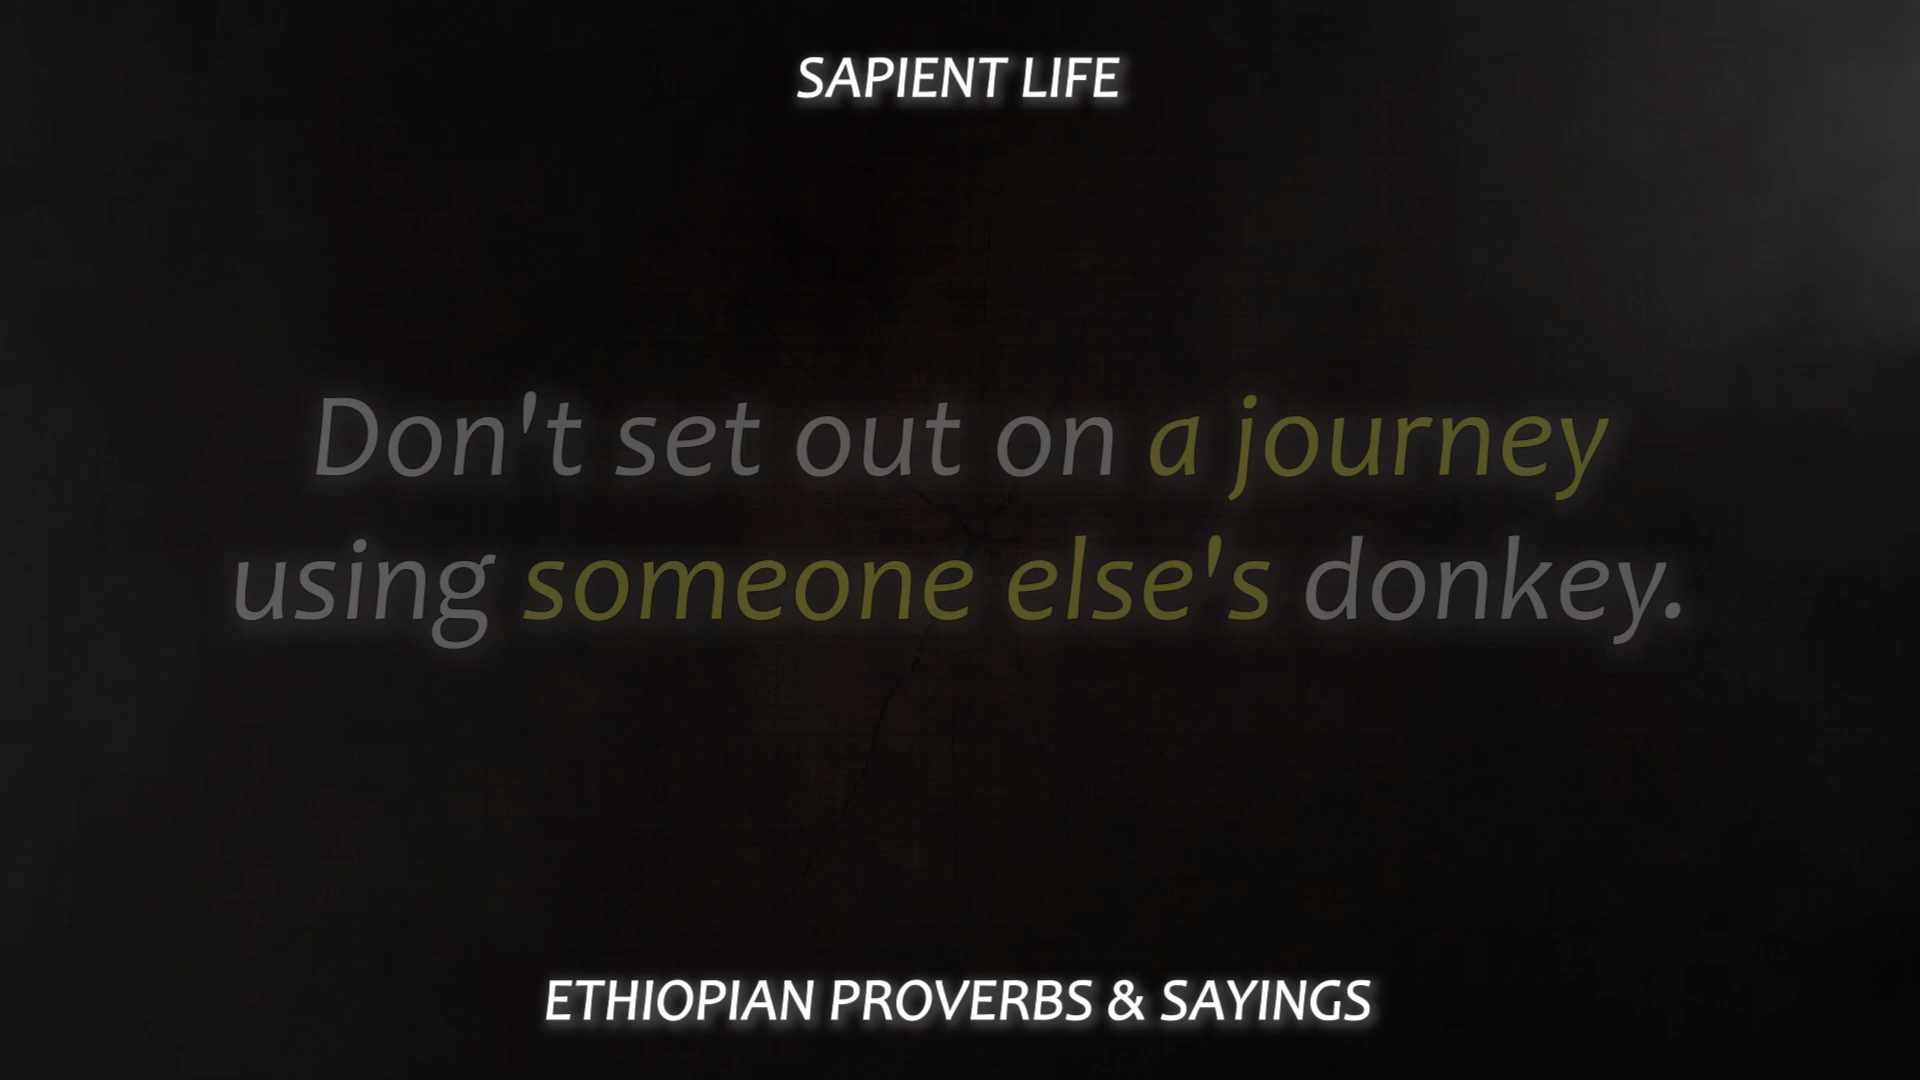 SAPIENT LIFE
Don't set out on a journey
using someone else's donkey.
ETHIOPIAN PROVERBS & SAYINGS